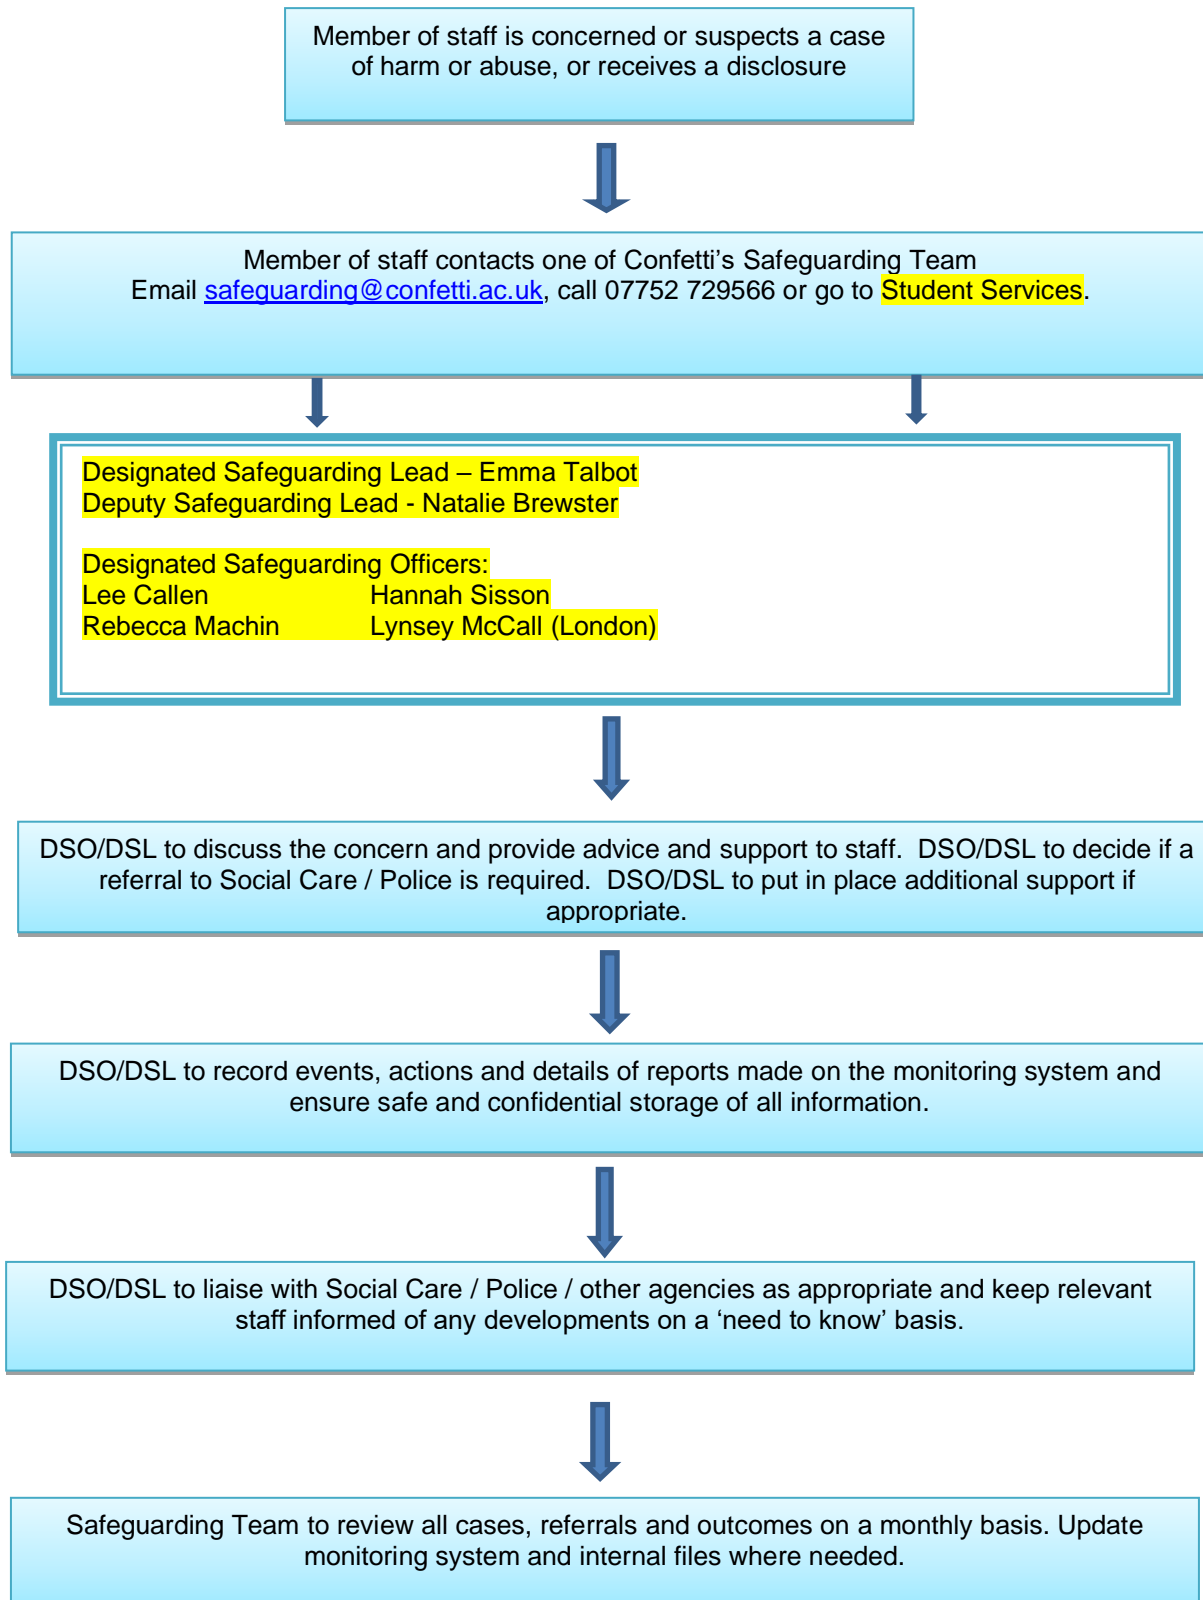 Member of staff is concerned or suspects a case
of harm or abuse, or receives a disclosure
Member of staff contacts one of Confetti’s Safeguarding Team
Email safeguarding@confetti.ac.uk, call 07752 729566 or go to Student Services.
Designated Safeguarding Lead – Emma Talbot
Deputy Safeguarding Lead - Natalie Brewster
Designated Safeguarding Officers:
Lee Callen Hannah Sisson
Rebecca Machin Lynsey McCall (London)
DSO/DSL to discuss the concern and provide advice and support to staff. DSO/DSL to decide if a
referral to Social Care / Police is required. DSO/DSL to put in place additional support if
appropriate.
DSO/DSL to record events, actions and details of reports made on the monitoring system and
ensure safe and confidential storage of all information.
DSO/DSL to liaise with Social Care / Police / other agencies as appropriate and keep relevant
staff informed of any developments on a ‘need to know’ basis.
Safeguarding Team to review all cases, referrals and outcomes on a monthly basis. Update
monitoring system and internal files where needed.